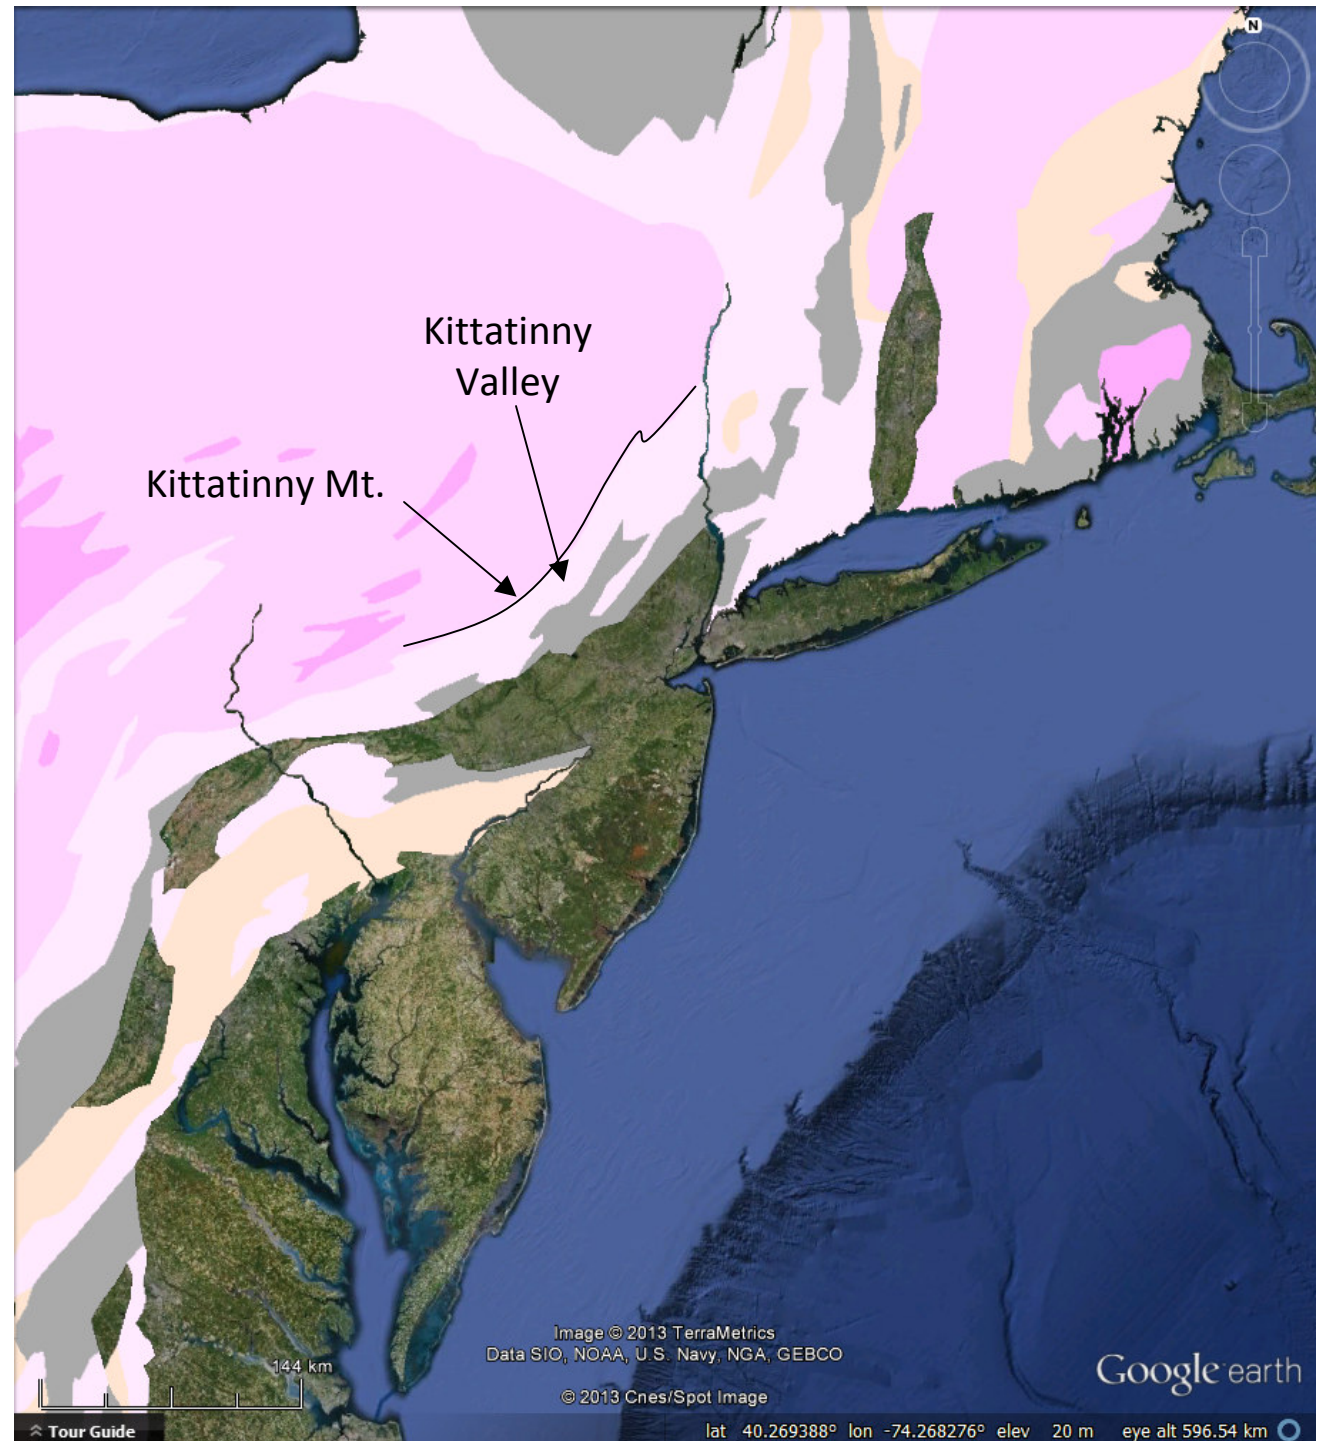 N
Kittatinny
Valley
Kittatinny Mt.
Image © 2013 TerraMetrics
Data SIO, NOAA, U.S. Navy, NGA, GEBCO
© 2013 Cnes/Spot Image
144 km
Google earth
Tour Guide
lat 40.269388° lon -74.268276° elev 20 m eye alt 596.54 km